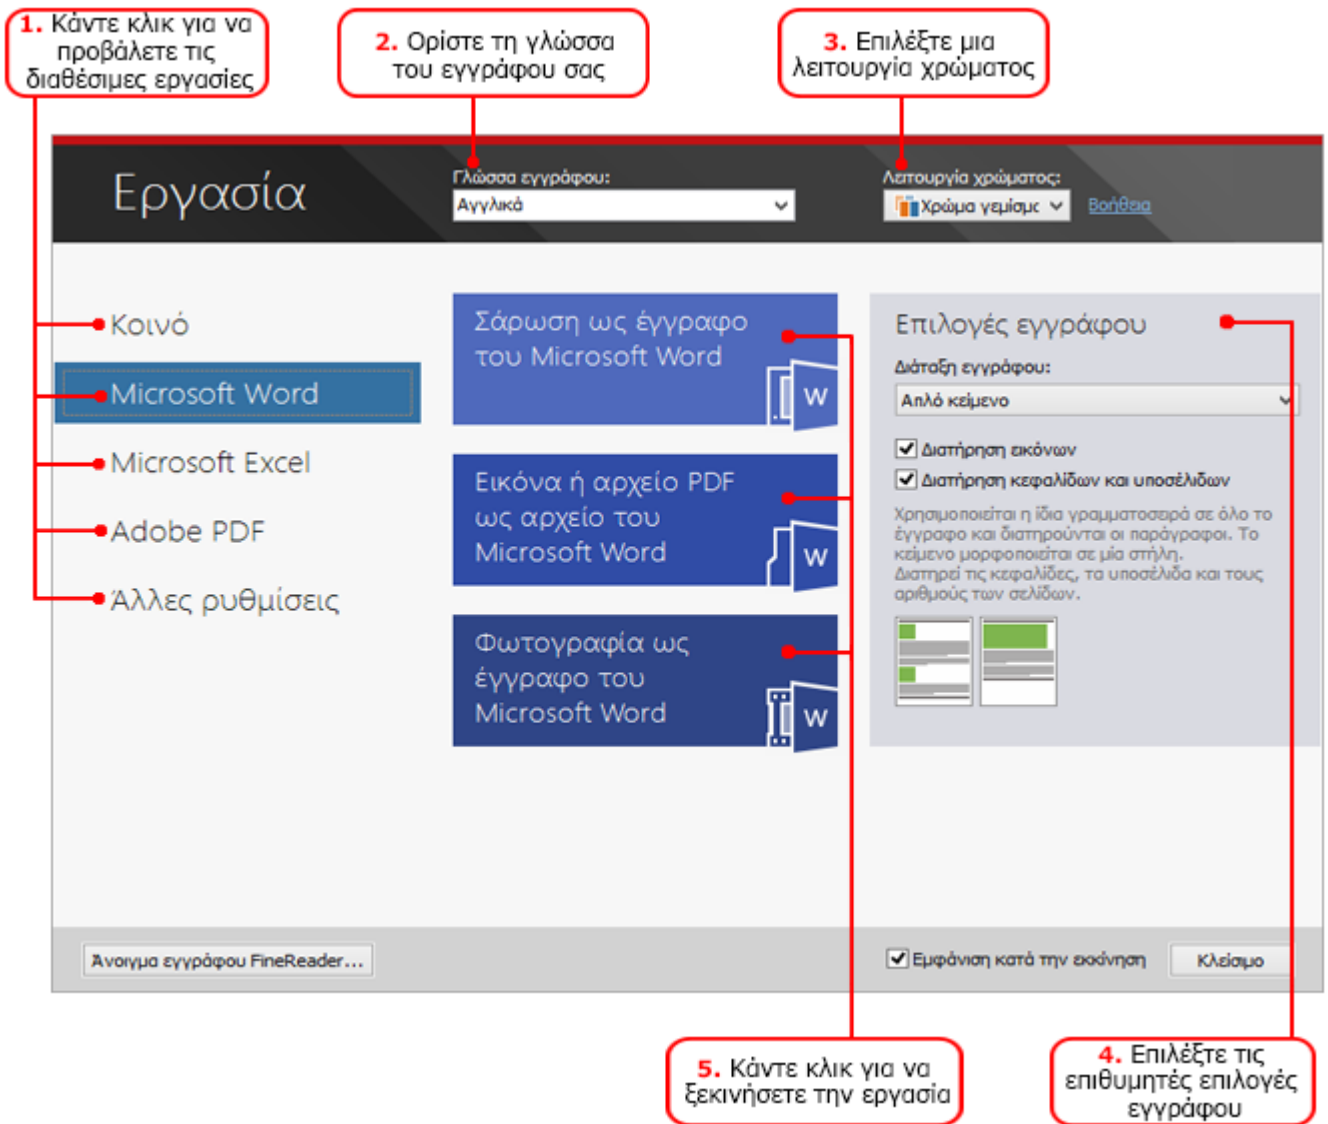 1. Κάντε κλικ για να
προβάλετε τις
διαθέσιμες εργασίες
2. Ορίστε τη γλώσσα
του εγγράφου σας
3. Επιλέξτε μια
λειτουργία χρώματος
Εργασία
Γλώσσα εγγράφου:
Αγγλικά
Λειτουργία χρώματος:
Χρώμα γεμίσμς
Βοήθεια
Κοινό
Microsoft Word
Microsoft Excel
Adobe PDF
Άλλες ρυθμίσεις
Σάρωση ως έγγραφο
του Microsoft Word
W
Εικόνα ή αρχείο PDF
ως αρχείο του
Microsoft Word
W
Φωτογραφία ως
έγγραφο του
Microsoft Word
W
Επιλογές εγγράφου
Διάταξη εγγράφου:
Απλό κείμενο
Διατήρηση εικόνων
Διατήρηση κεφαλίδων και υποσέλιδων
Χρησιμοποιείται η ίδια γραμματοσειρά σε όλο το
έγγραφο και διατηρούνται οι παράγραφοι. Το
κείμενο μορφοποιείται σε μία στήλη.
Διατηρεί τις κεφαλίδες, τα υποσέλιδα και τους
αριθμούς των σελίδων.
Άνοιγμα εγγράφου FineReader...
Εμφάνιση κατά την εκκίνηση
Κλείσιμο
5. Κάντε κλικ για να
ξεκινήσετε την εργασία
4. Επιλέξτε τις
επιθυμητές επιλογές
εγγράφου